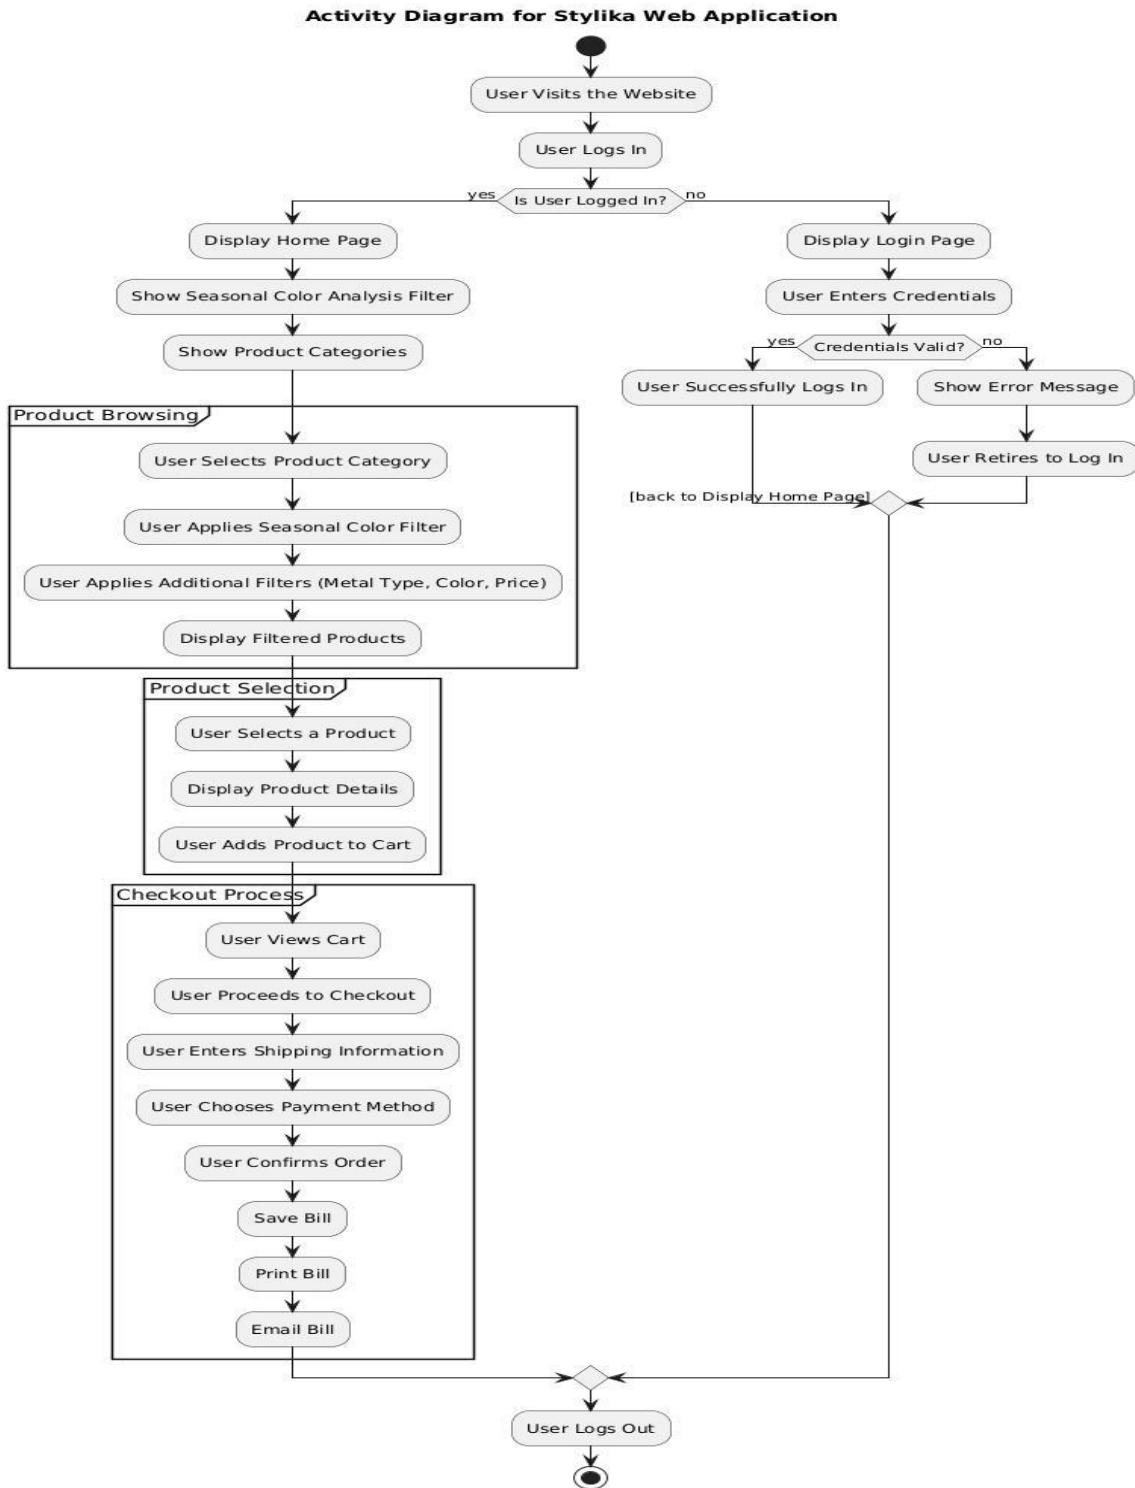 Activity Diagram for Stylika Web Application
User Visits the Website
User Logs In
yes
Is User Logged In?
no
Display Home Page
Show Seasonal Color Analysis Filter
Show Product Categories
Product Browsing
User Selects Product Category
User Applies Seasonal Color Filter
User Applies Additional Filters (Metal Type, Color, Price)
Display Filtered Products
Product Selection
User Selects a Product
Display Product Details
User Adds Product to Cart
Checkout Process
User Views Cart
User Proceeds to Checkout
User Enters Shipping Information
User Chooses Payment Method
User Confirms Order
Save Bill
Print Bill
Email Bill
Display Login Page
User Enters Credentials
yes
Credentials Valid?
no
User Successfully Logs In
Show Error Message
User Retires to Log In
[back to Display Home Page]
User Logs Out